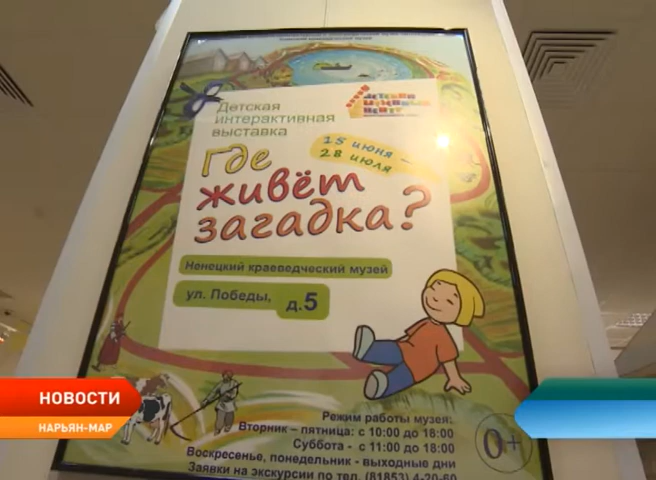 Детская
интерактивная
выставка
ДЕТСКИЙ
МУЗЕЙНЫЙ
ЦЕНТР
15 июня –
28 июля
Где
живёт
загадка?
Ненецкий краеведческий музей
ул. Победы, д.5
Режим работы музея:
Вторник – пятница: с 10:00 до 18:00
Суббота - с 11:00 до 18:00
Воскресенье, понедельник - выходные дни
Заявки на экскурсии по тел. (81853) 4-20-60
0+
НОВОСТИ
НАРЬЯН-МАР